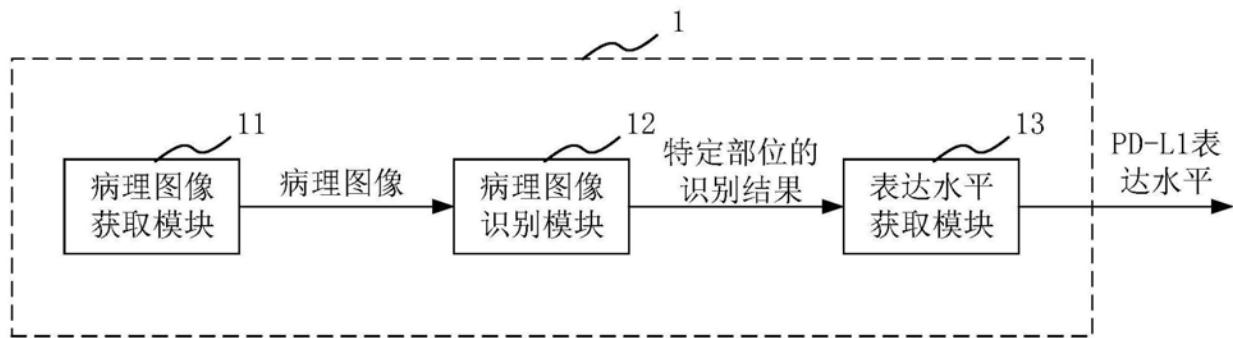 1
11
病理图像
获取模块
病理图像
12
病理图像
识别模块
特定部位的
识别结果
13
表达水平
获取模块
PD-L1表
达水平